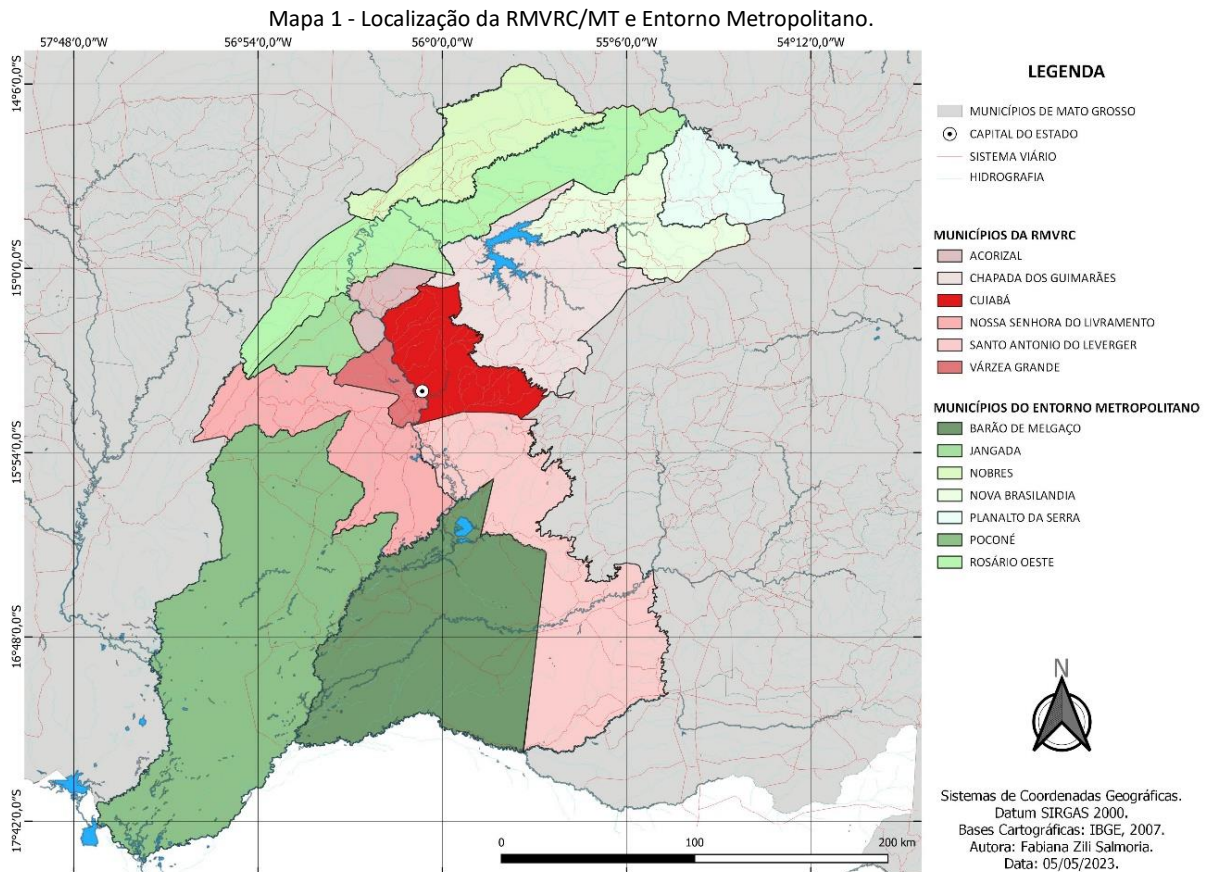 Mapa 1 - Localização da RMVRC/MT e Entorno Metropolitano.
57°48'0,0"W 56°54'0,0"W 56°0'0,0"W 55°6'0,0"W 54°12'0,0"W
14°6'0,0"S
15°0'0,0"S
15°54'0,0"S
16°48'0,0"S
17°42'0,0"S
0 100 200 km
LEGENDA
MUNICÍPIOS DE MATO GROSSO
CAPITAL DO ESTADO
SISTEMA VIÁRIO
HIDROGRAFIA
MUNICÍPIOS DA RMVRC
ACORIZAL
CHAPADA DOS GUIMARÃES
CUIABÁ
NOSSA SENHORA DO LIVRAMENTO
SANTO ANTONIO DO LEVERGER
VÁRZEA GRANDE
MUNICÍPIOS DO ENTORNO METROPOLITANO
BARÃO DE MELGAÇO
JANGADA
NOBRES
NOVA BRASILANDIA
PLANALTO DA SERRA
POCONÉ
ROSÁRIO OESTE
N
Sistemas de Coordenadas Geográficas.
Datum SIRGAS 2000.
Bases Cartográficas: IBGE, 2007.
Autora: Fabiana Zili Salmoria.
Data: 05/05/2023.